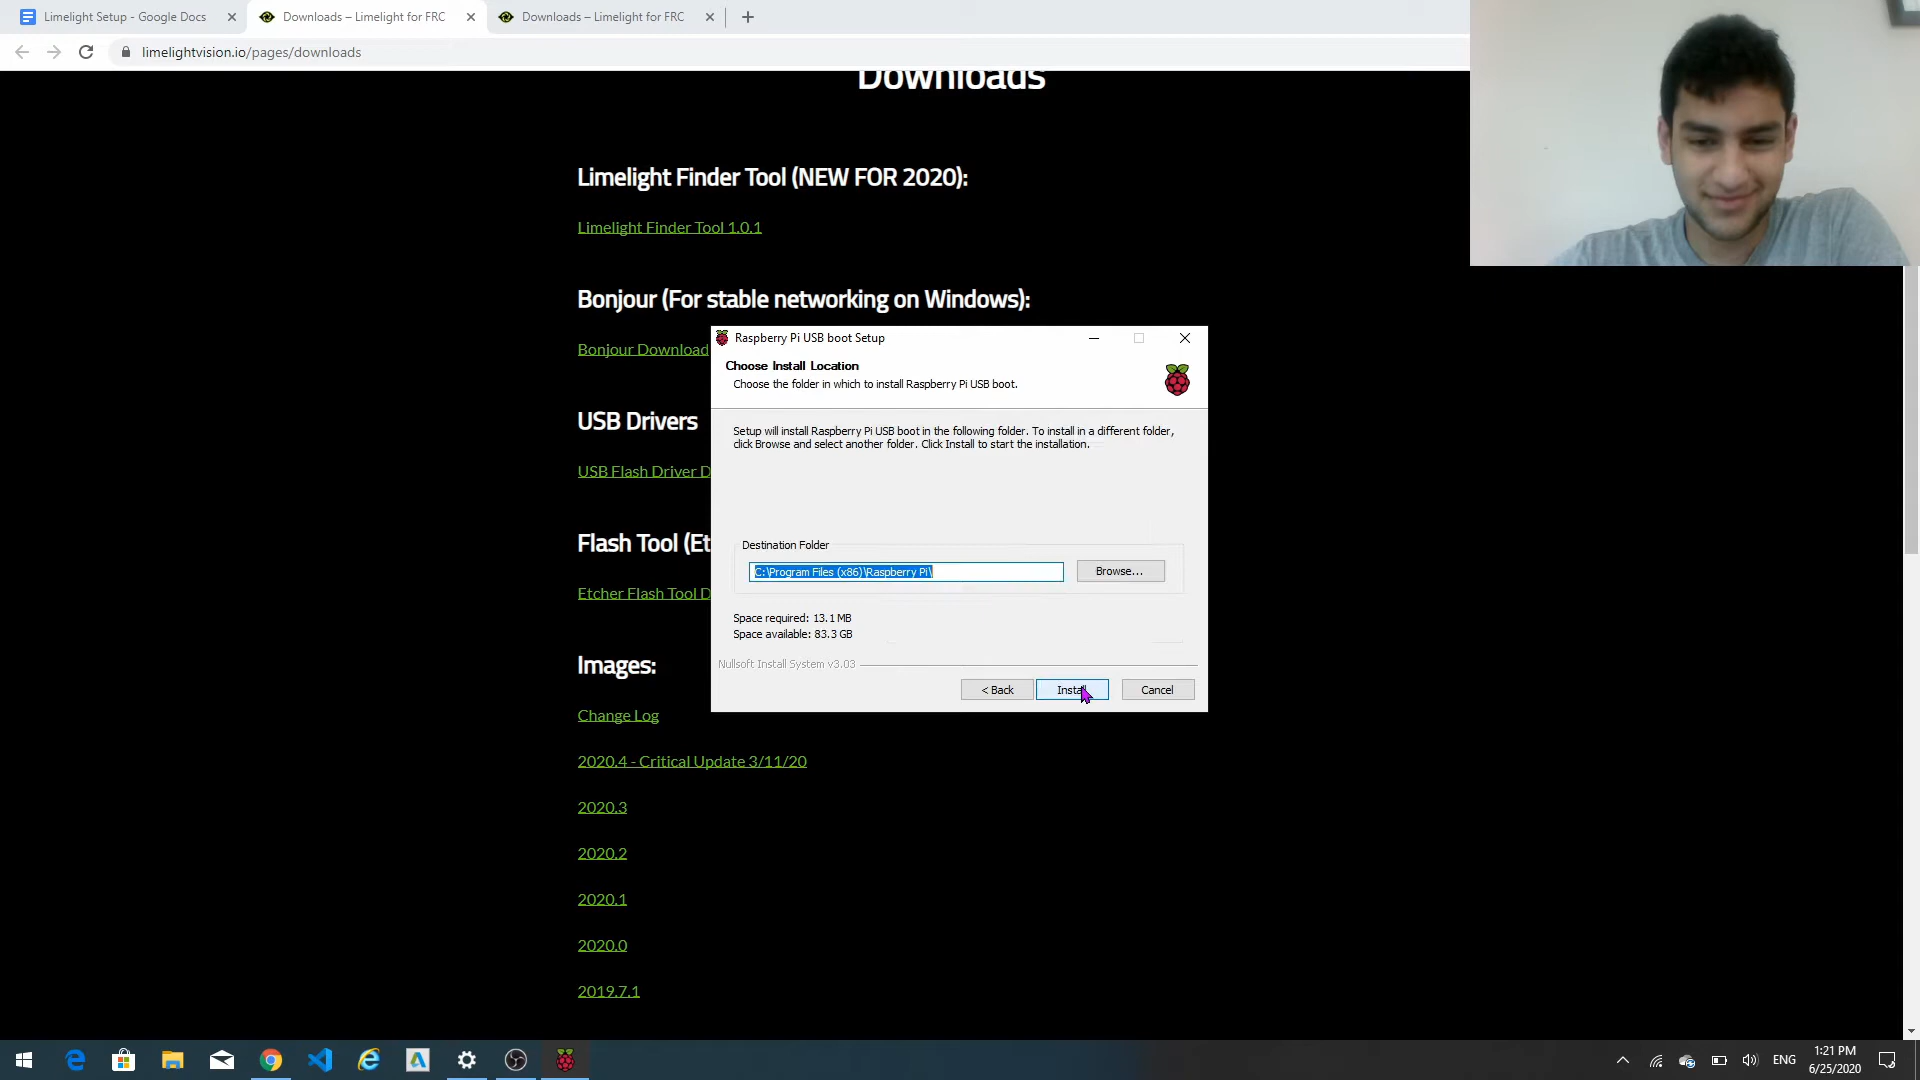 Limelight Setup - Google Docs
Downloads – Limelight for FRC
Downloads – Limelight for FRC
limelightvision.io/pages/downloads
Downloads
Limelight Finder Tool (NEW FOR 2020):
Limelight Finder Tool 1.0.1
Bonjour (For stable networking on Windows):
Bonjour Download
USB Drivers
USB Flash Driver D
Flash Tool (Et
Etcher Flash Tool D
Images:
Change Log
2020.4 - Critical Update 3/11/20
2020.3
2020.2
2020.1
2020.0
2019.7.1
Raspberry Pi USB boot Setup
Choose Install Location
Choose the folder in which to install Raspberry Pi USB boot.
Setup will install Raspberry Pi USB boot in the following folder. To install in a different folder,
click Browse and select another folder. Click Install to start the installation.
Destination Folder
C:\Program Files (x86)\Raspberry Pi\
Browse...
Space required: 13.1 MB
Space available: 83.3 GB
Nullsoft Install System v3.03
< Back
Install
Cancel
ENG
1:21 PM
6/25/2020